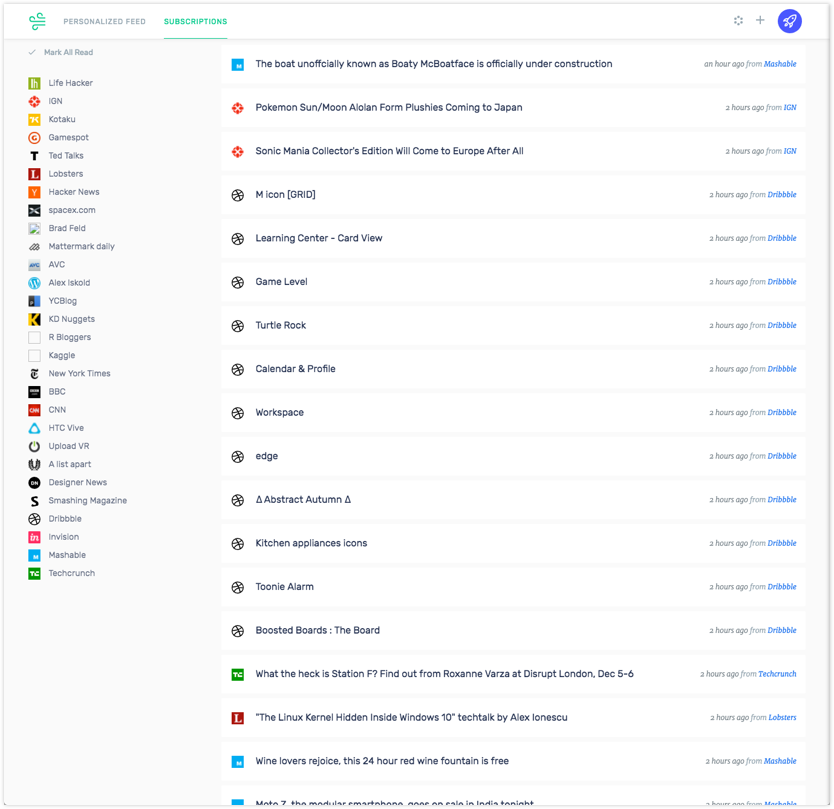 PERSONALIZED FEED SUBSCRIPTIONS
Mark All Read
Life Hacker
IGN
Kotaku
Gamespot
Ted Talks
Lobsters
Hacker News
spacex.com
Brad Feld
Mattermark daily
AVC
Alex Iskold
YCBlog
KD Nuggets
R Bloggers
Kaggle
New York Times
BBC
CNN
HTC Vive
Upload VR
A list apart
Designer News
Smashing Magazine
Dribbble
Invision
Mashable
Techcrunch
The boat unoffcially known as Boaty McBoatface is officially under construction an hour ago from Mashable
Pokemon Sun/Moon Alolan Form Plushies Coming to Japan 2 hours ago from IGN
Sonic Mania Collector's Edition Will Come to Europe After All 2 hours ago from IGN
M icon [GRID] 2 hours ago from Dribbble
Learning Center - Card View 2 hours ago from Dribbble
Game Level 2 hours ago from Dribbble
Turtle Rock 2 hours ago from Dribbble
Calendar & Profile 2 hours ago from Dribbble
Workspace 2 hours ago from Dribbble
edge 2 hours ago from Dribbble
Δ Abstract Autumn Δ 2 hours ago from Dribbble
Kitchen appliances icons 2 hours ago from Dribbble
Toonie Alarm 2 hours ago from Dribbble
Boosted Boards : The Board 2 hours ago from Dribbble
What the heck is Station F? Find out from Roxanne Varza at Disrupt London, Dec 5-6 2 hours ago from Techcrunch
"The Linux Kernel Hidden Inside Windows 10" techtalk by Alex Ionescu 2 hours ago from Lobsters
Wine lovers rejoice, this 24 hour red wine fountain is free 2 hours ago from Mashable
Moto Z, the modular smartphone, goes on sale in India tonight 2 hours ago from Mashable